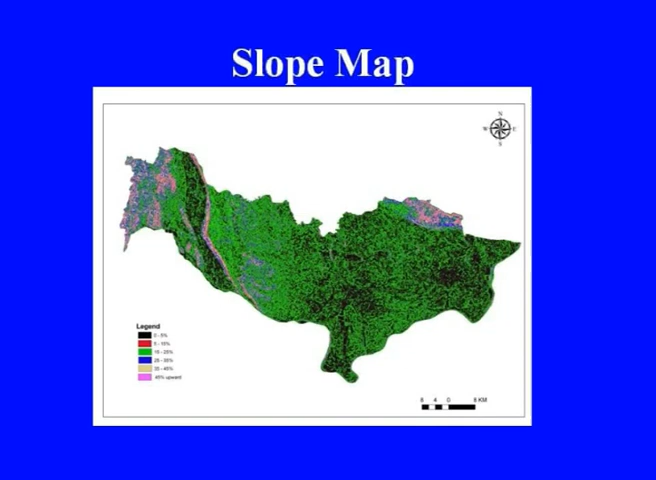 Slope Map
N
W E
S
Legend
0 - 5%
5 - 10%
15 - 25%
25 - 35%
35 - 45%
45% upward
8 4 0 8 KM